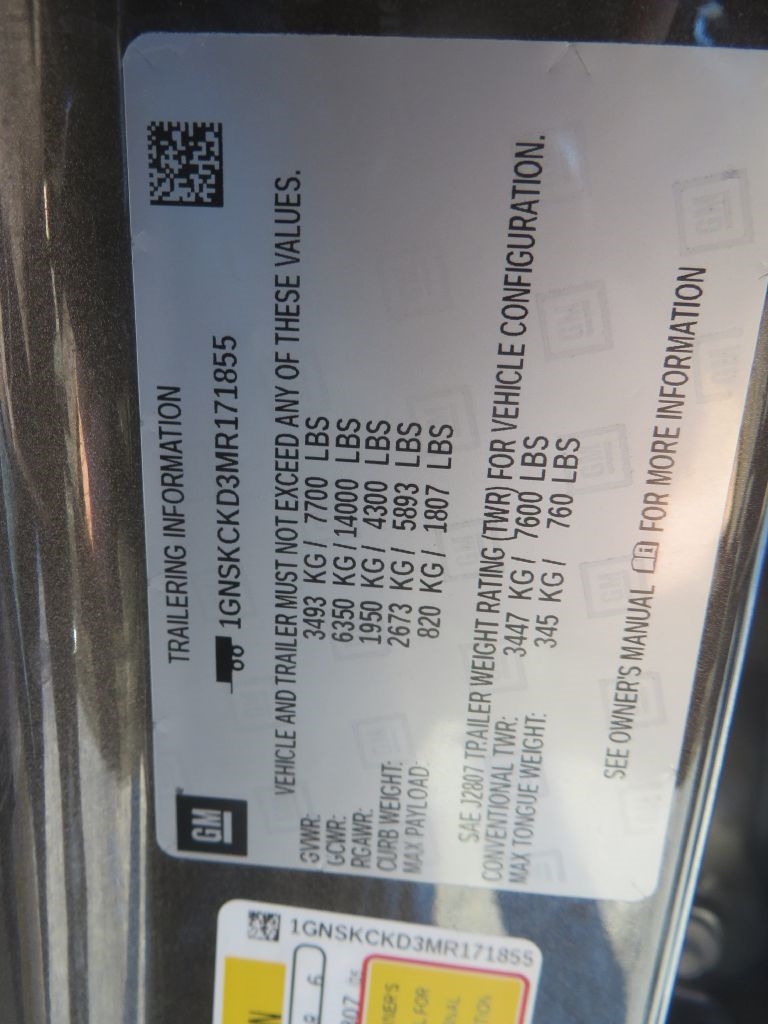 GM
TRAILERING INFORMATION
1GNSKCKD3MR171855
VEHICLE AND TRAILER MUST NOT EXCEED ANY OF THESE VALUES.
GVWR: 3493 KG / 7700 LBS
GCWR: 6350 KG / 14000 LBS
RGAWR: 1950 KG / 4300 LBS
CURB WEIGHT: 2673 KG / 5893 LBS
MAX PAYLOAD: 820 KG / 1807 LBS
SAE J2807 TRAILER WEIGHT RATING (TWR) FOR VEHICLE CONFIGURATION.
CONVENTIONAL TWR: 3447 KG / 7600 LBS
MAX TONGUE WEIGHT: 345 KG / 760 LBS
SEE OWNER'S MANUAL FOR MORE INFORMATION
1GNSKCKD3MR171855
6